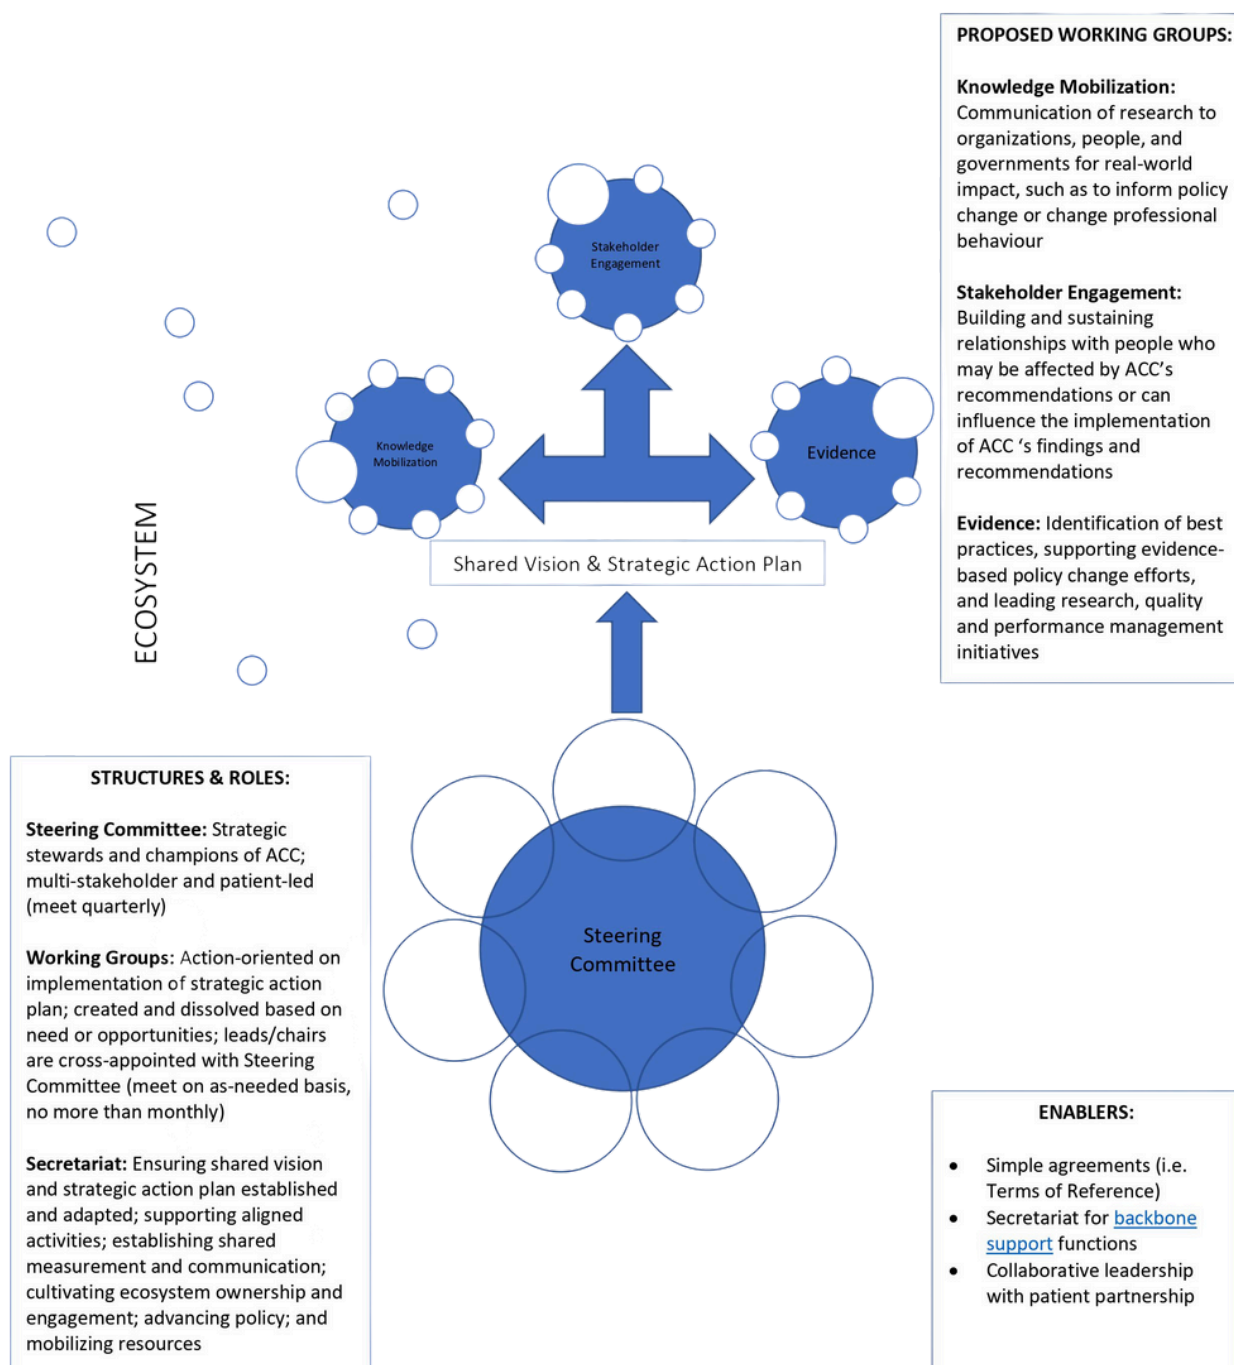 PROPOSED WORKING GROUPS:
Knowledge Mobilization:
Communication of research to
organizations, people, and
governments for real-world
impact, such as to inform policy
change or change professional
behaviour
Stakeholder Engagement:
Building and sustaining
relationships with people who
may be affected by ACC's
recommendations or can
influence the implementation
of ACC 's findings and
recommendations
Evidence: Identification of best
practices, supporting evidence-
based policy change efforts,
and leading research, quality
and performance management
initiatives
Stakeholder
Engagement
Knowledge
Mobilization
Evidence
Shared Vision & Strategic Action Plan
ECOSYSTEM
STRUCTURES & ROLES:
Steering Committee: Strategic
stewards and champions of ACC;
multi-stakeholder and patient-led
(meet quarterly)
Working Groups: Action-oriented on
implementation of strategic action
plan; created and dissolved based on
need or opportunities; leads/chairs
are cross-appointed with Steering
Committee (meet on as-needed basis,
no more than monthly)
Secretariat: Ensuring shared vision
and strategic action plan established
and adapted; supporting aligned
activities; establishing shared
measurement and communication;
cultivating ecosystem ownership and
engagement; advancing policy; and
mobilizing resources
Steering
Committee
ENABLERS:
• Simple agreements (i.e.
Terms of Reference)
• Secretariat for backbone
support functions
• Collaborative leadership
with patient partnership